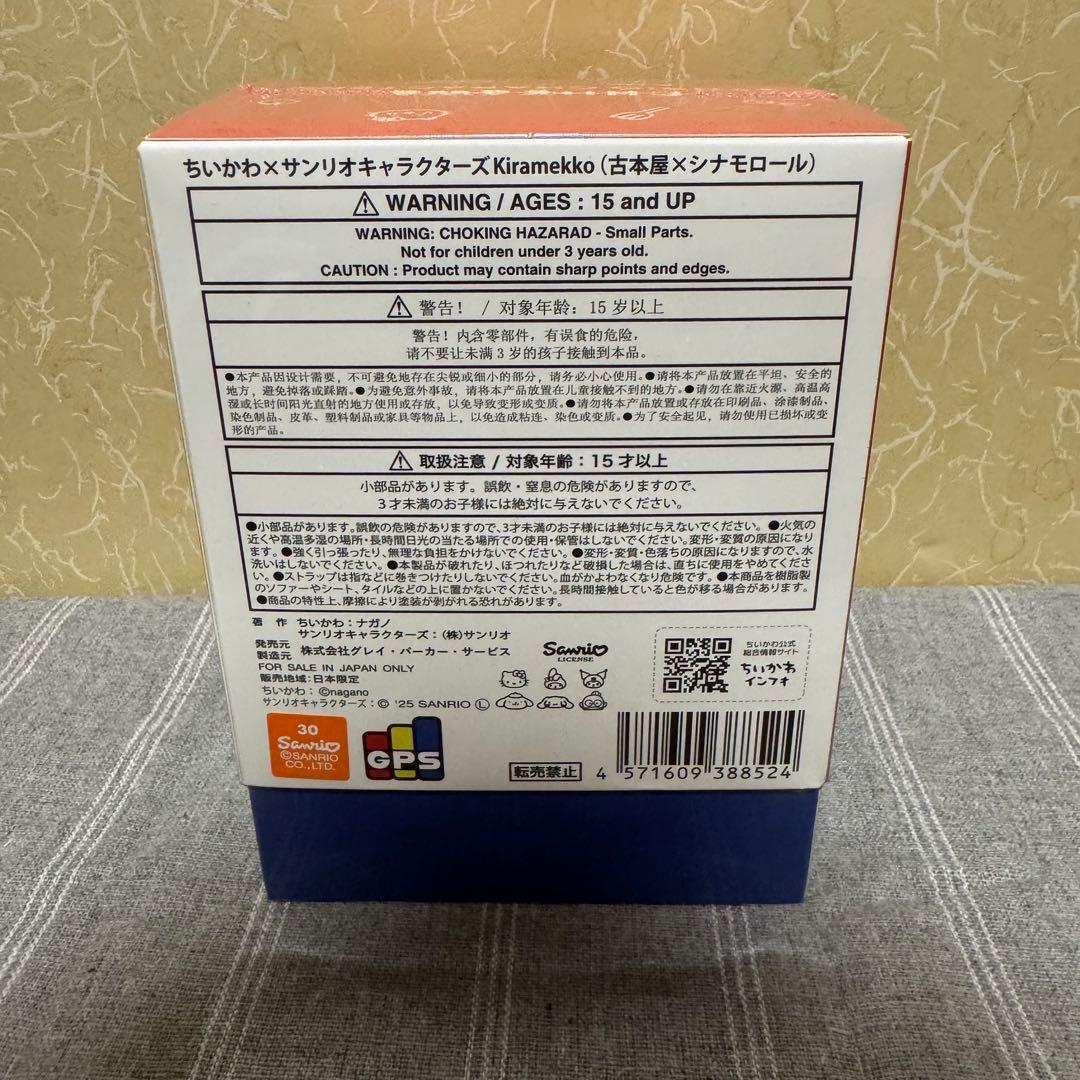 ちいかわ×サンリオキャラクターズKiramekko（古本屋×シナモロール）
⚠ WARNING / AGES : 15 and UP
WARNING: CHOKING HAZARAD - Small Parts.
Not for children under 3 years old.
CAUTION : Product may contain sharp points and edges.
⚠ 警告！ / 对象年龄：15 岁以上
警告！内含零部件，有误食的危险，
请不要让未满 3 岁的孩子接触到本品。
●本产品因设计需要，不可避免地存在尖锐或细小的部分，请务必小心使用。●请将本产品放置在平坦、安全的
地方，避免掉落或踩踏。●为避免意外事故，请将本产品放置在儿童接触不到的地方。●请勿在靠近火源、高温高
湿或长时间阳光直射的地方使用或存放，以免导致变形或变质。●请勿将本产品放置或存放在印刷品、涂漆制品、
染色制品、皮革、塑料制品或家具等物品上，以免造成粘连、染色或变质。●为了安全起见，请勿使用已损坏或变
形的产品。
⚠ 取扱注意 / 対象年齢：15 才以上
小部品があります。誤飲・窒息の危険がありますので、
3才未満のお子様には絶対に与えないでください。
●小部品があります。誤飲の危険がありますので、3才未満のお子様には絶対に与えないでください。●火気の
近くや高温多湿の場所・長時間日光の当たる場所での使用・保管はしないでください。変形・変質の原因になり
ます。●強く引っ張ったり、無理な負担をかけないでください。●変形・変質・色落ちの原因になりますので、水
洗いはしないでください。●本製品が破れたり、ほつれたりなど破損した場合は、直ちに使用をやめてくださ
い。●ストラップは指などに巻きつけたりしないでください。血がかよわなくなり危険です。●本商品を樹脂製
のソファーやシート、タイルなどの上に置かないでください。長時間接触していると色が移る場合があります。
●商品の特性上、摩擦により塗装が剥がれる恐れがあります。
著 作 ちいかわ：ナガノ
サンリオキャラクターズ：(株)サンリオ
発売元
製造元 株式会社グレイ・パーカー・サービス
FOR SALE IN JAPAN ONLY
販売地域：日本限定
ちいかわ：©nagano
サンリオキャラクターズ：© '25 SANRIO Ⓛ
Sanrio
LICENSE
ちいかわ公式
総合情報サイト
ちいかわ
インフォ
30
Sanrio
©SANRIO
CO.,LTD.
GPS
転売禁止
4 571609 388524